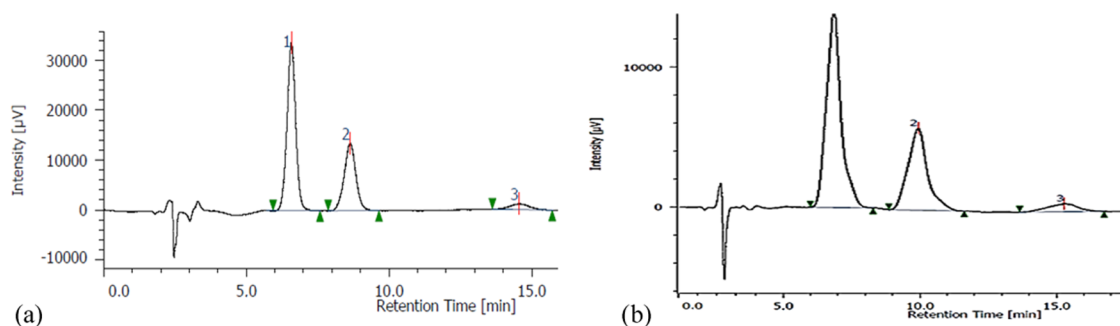 Intensity [µV]
30000
20000
10000
0
-10000
1
2
3
0.0 5.0 10.0 15.0
Retention Time [min]
(a)
Intensity [µV]
10000
0
2
3
0.0 5.0 10.0 15.0
Retention Time [min]
(b)